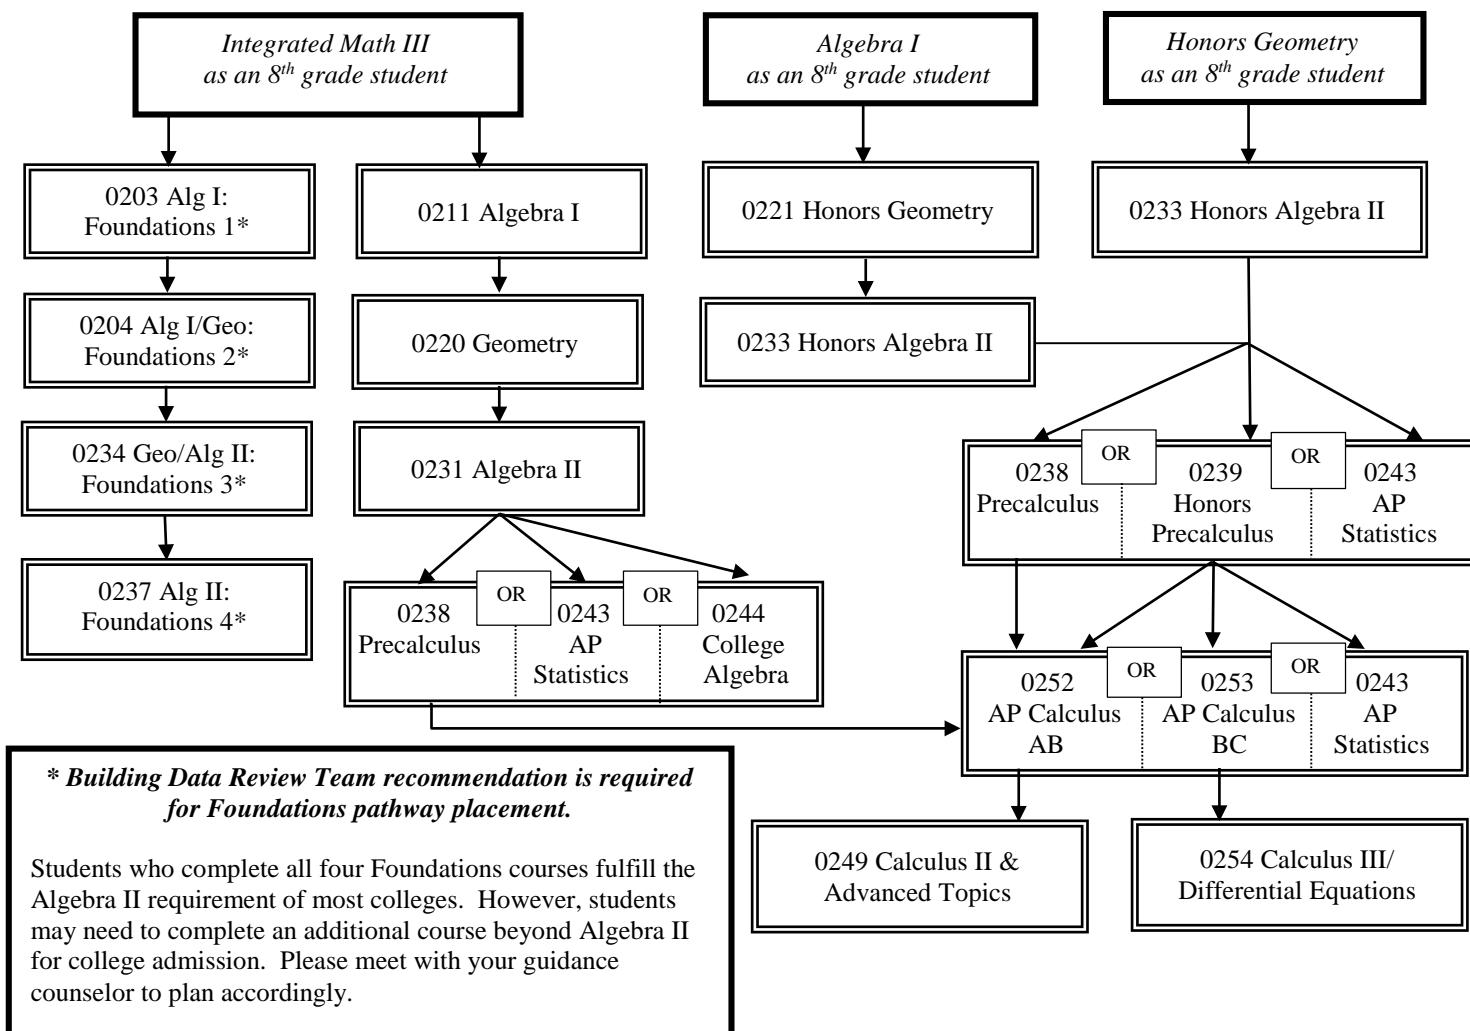 Integrated Math III
as an 8th grade student
Algebra I
as an 8th grade student
Honors Geometry
as an 8th grade student
0203 Alg I:
Foundations 1*
0211 Algebra I
0221 Honors Geometry
0233 Honors Algebra II
0204 Alg I/Geo:
Foundations 2*
0220 Geometry
0233 Honors Algebra II
0234 Geo/Alg II:
Foundations 3*
0231 Algebra II
0238
Precalculus
OR
0239
Honors
Precalculus
OR
0243
AP
Statistics
0237 Alg II:
Foundations 4*
0238
Precalculus
OR
0243
AP
Statistics
OR
0244
College
Algebra
0252
AP Calculus
AB
OR
0253
AP Calculus
BC
OR
0243
AP
Statistics
0249 Calculus II &
Advanced Topics
0254 Calculus III/
Differential Equations
* Building Data Review Team recommendation is required
for Foundations pathway placement.
Students who complete all four Foundations courses fulfill the
Algebra II requirement of most colleges.  However, students
may need to complete an additional course beyond Algebra II
for college admission.  Please meet with your guidance
counselor to plan accordingly.